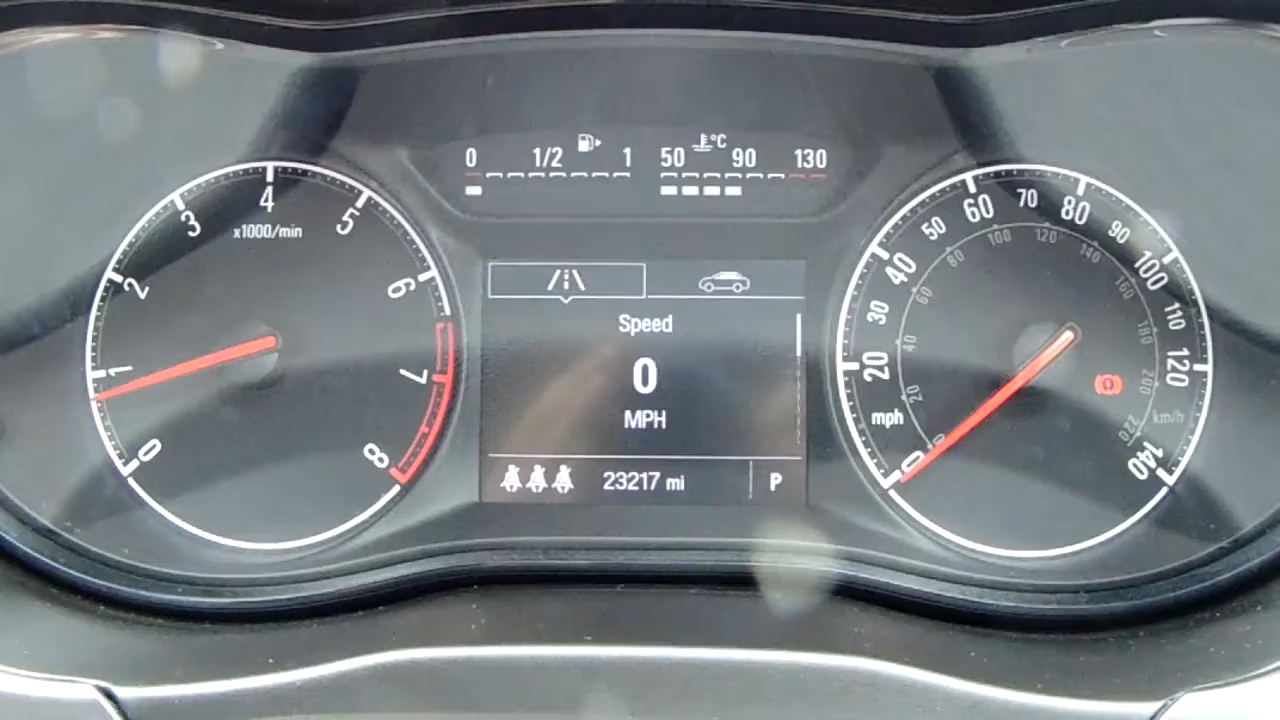 0 1/2 1 50 °C 90 130
0 1 2 3 4 5 6 7 8
x1000/min
Speed
0
MPH
23217 mi P
0 20 30 40 50 60 70 80 90 100 110 120 140
0 20 40 60 80 100 120 140 160 180 200 220
mph km/h